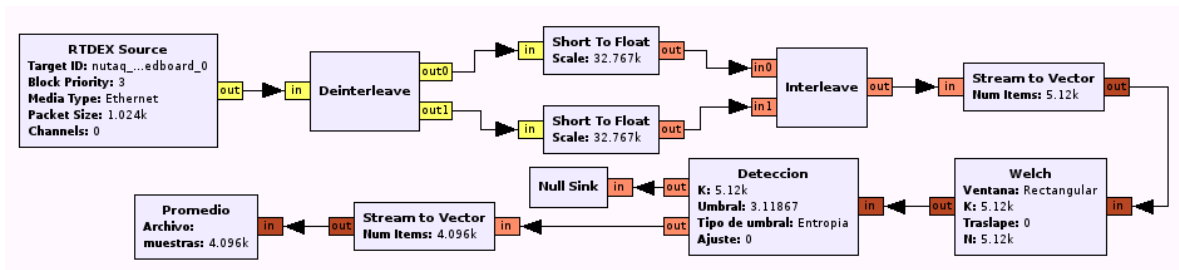 RTDEX Source
Target ID: nutaq_...edboard_0
Block Priority: 3
Media Type: Ethernet
Packet Size: 1.024k
Channels: 0
out
in
Deinterleave
out0
out1
in
Short To Float
Scale: 32.767k
out
in
Short To Float
Scale: 32.767k
out
in0
in1
Interleave
out
in
Stream to Vector
Num Items: 5.12k
out
in
Welch
Ventana: Rectangular
K: 5.12k
Traslape: 0
N: 5.12k
out
in
Deteccion
K: 5.12k
Umbral: 3.11867
Tipo de umbral: Entropia
Ajuste: 0
out
out
in
Null Sink
in
Stream to Vector
Num Items: 4.096k
out
in
Promedio
Archivo:
muestras: 4.096k